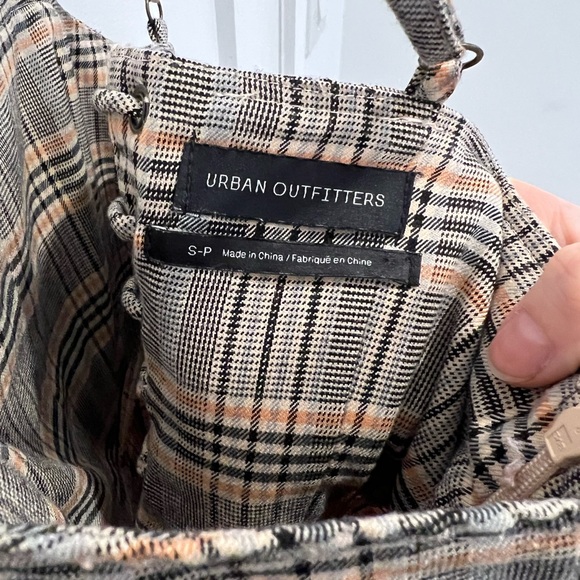 URBAN OUTFITTERS
S-P Made in China / Fabriqué en Chine